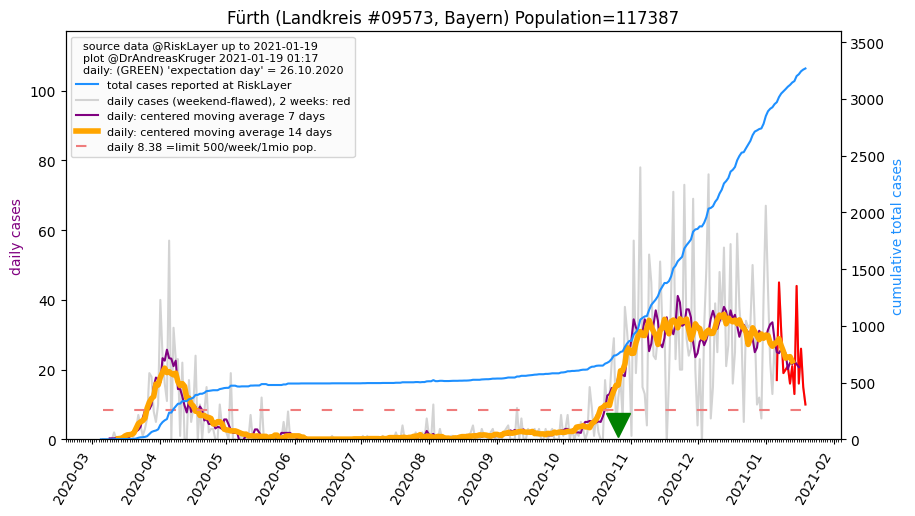 Fürth (Landkreis #09573, Bayern) Population=117387
source data @RiskLayer up to 2021-01-19
plot @DrAndreasKruger 2021-01-19 01:17
daily: (GREEN) 'expectation day' = 26.10.2020
total cases reported at RiskLayer
daily cases (weekend-flawed), 2 weeks: red
daily: centered moving average 7 days
daily: centered moving average 14 days
daily 8.38 =limit 500/week/1mio pop.
daily cases
100
80
60
40
20
0
cumulative total cases
3500
3000
2500
2000
1500
1000
500
0
2020-03
2020-04
2020-05
2020-06
2020-07
2020-08
2020-09
2020-10
2020-11
2020-12
2021-01
2021-02